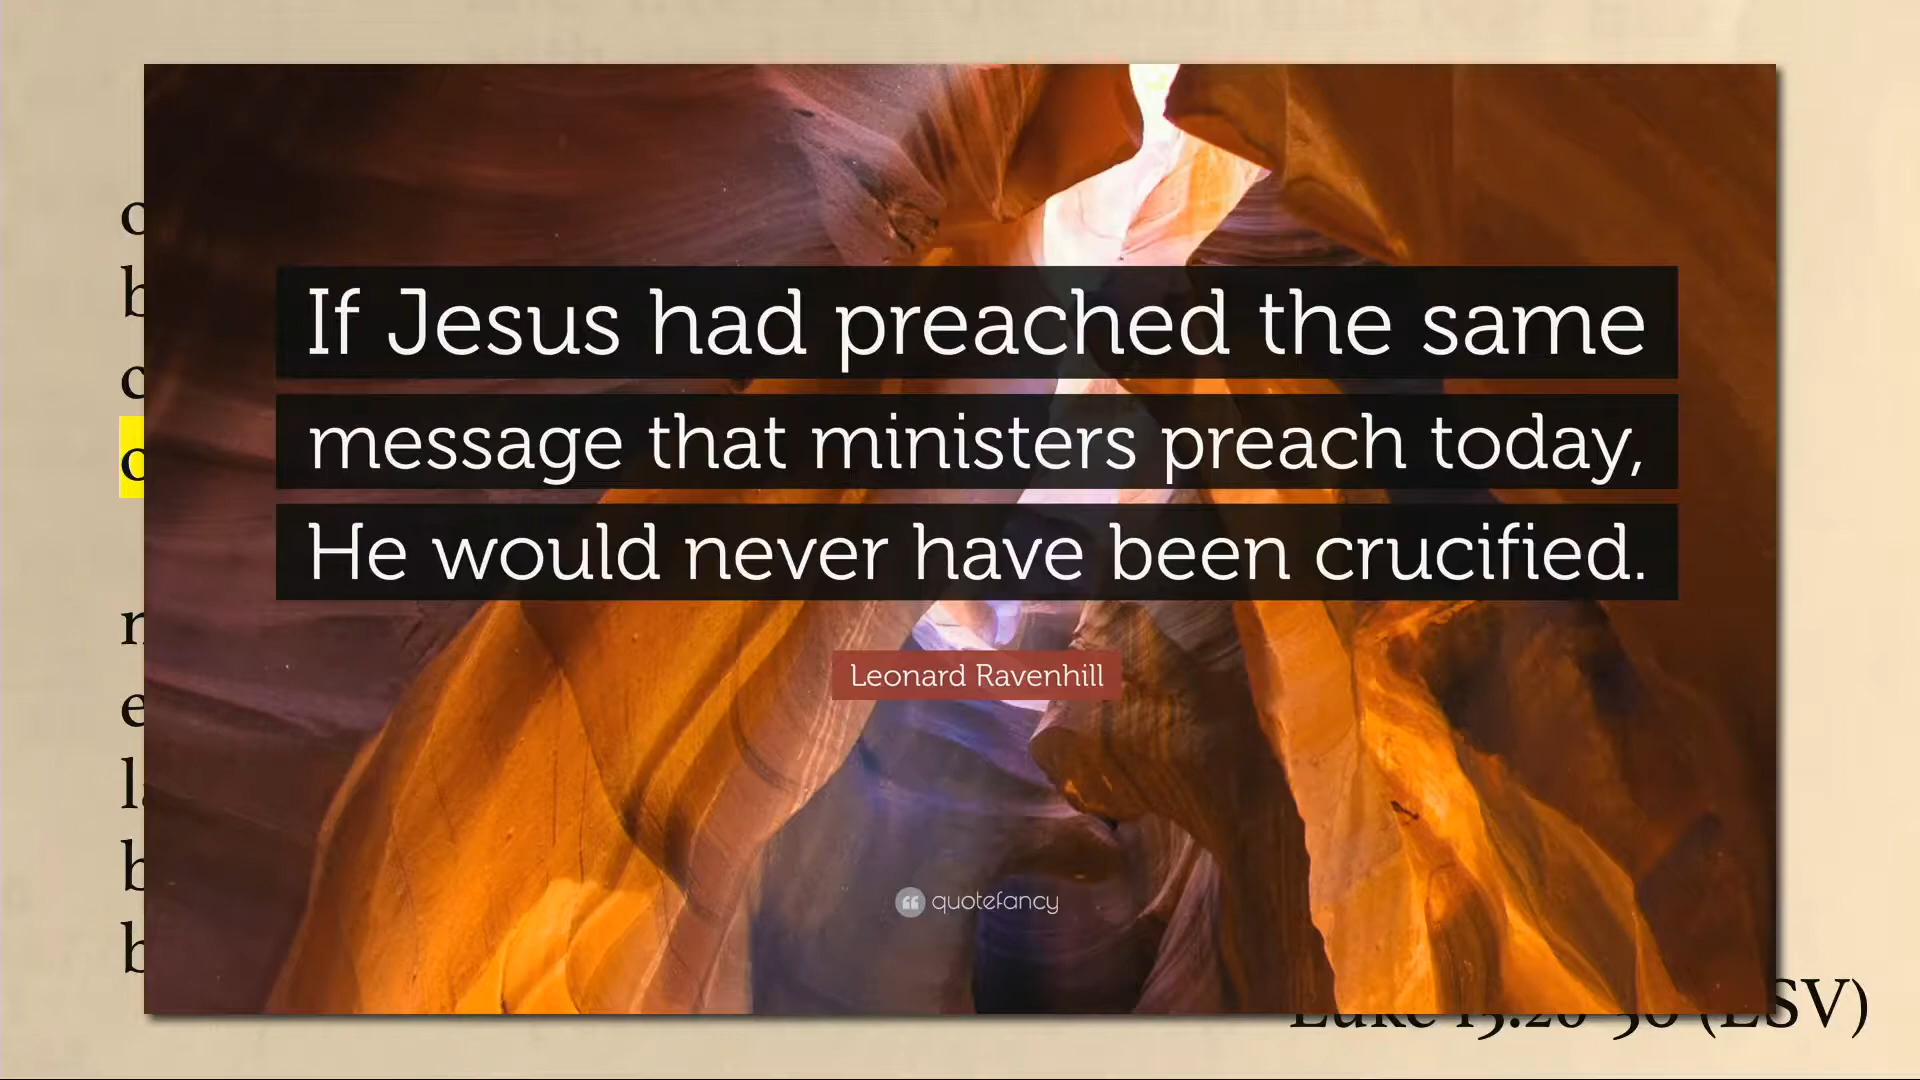 If Jesus had preached the same
message that ministers preach today,
He would never have been crucified.
Leonard Ravenhill
quotefancy
(ESV)